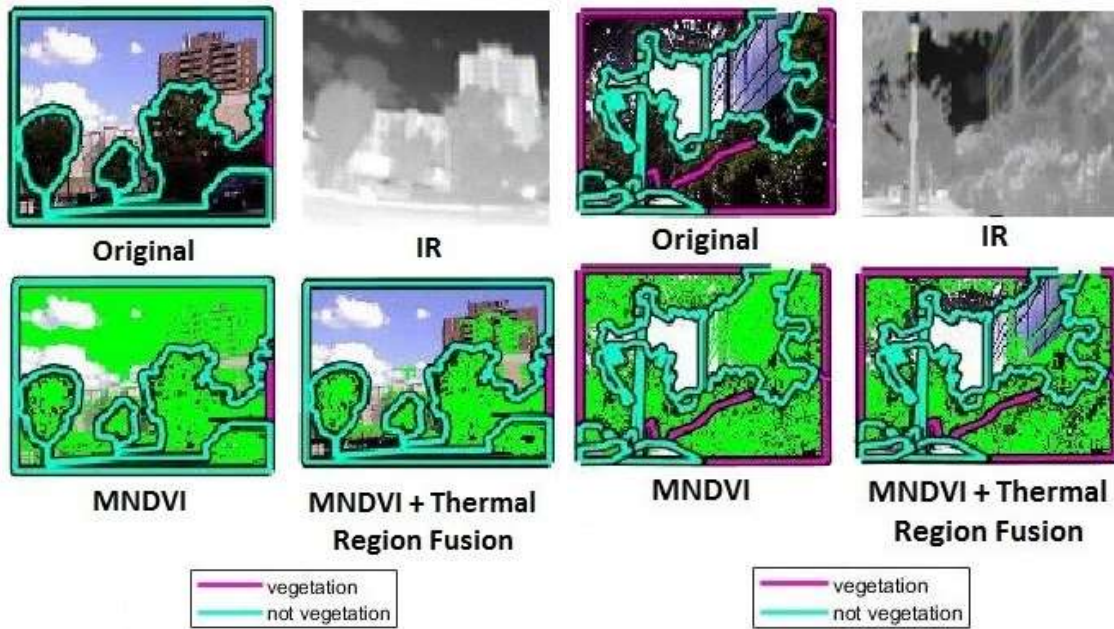 Original
IR
Original
IR
MNDVI
MNDVI + Thermal
Region Fusion
MNDVI
MNDVI + Thermal
Region Fusion
vegetation
not vegetation
vegetation
not vegetation